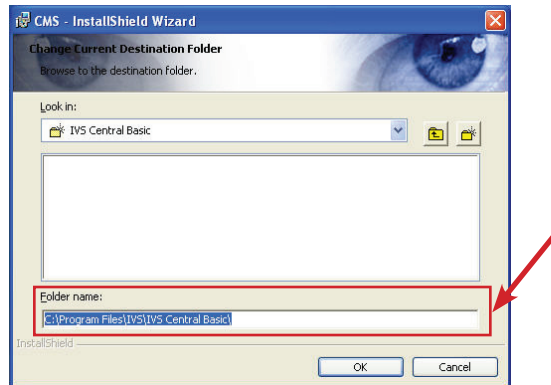 CMS - InstallShield Wizard
Change Current Destination Folder
Browse to the destination folder.
Look in:
IVS Central Basic
Folder name:
C:\Program Files\IVS\IVS Central Basic\
InstallShield
OK Cancel